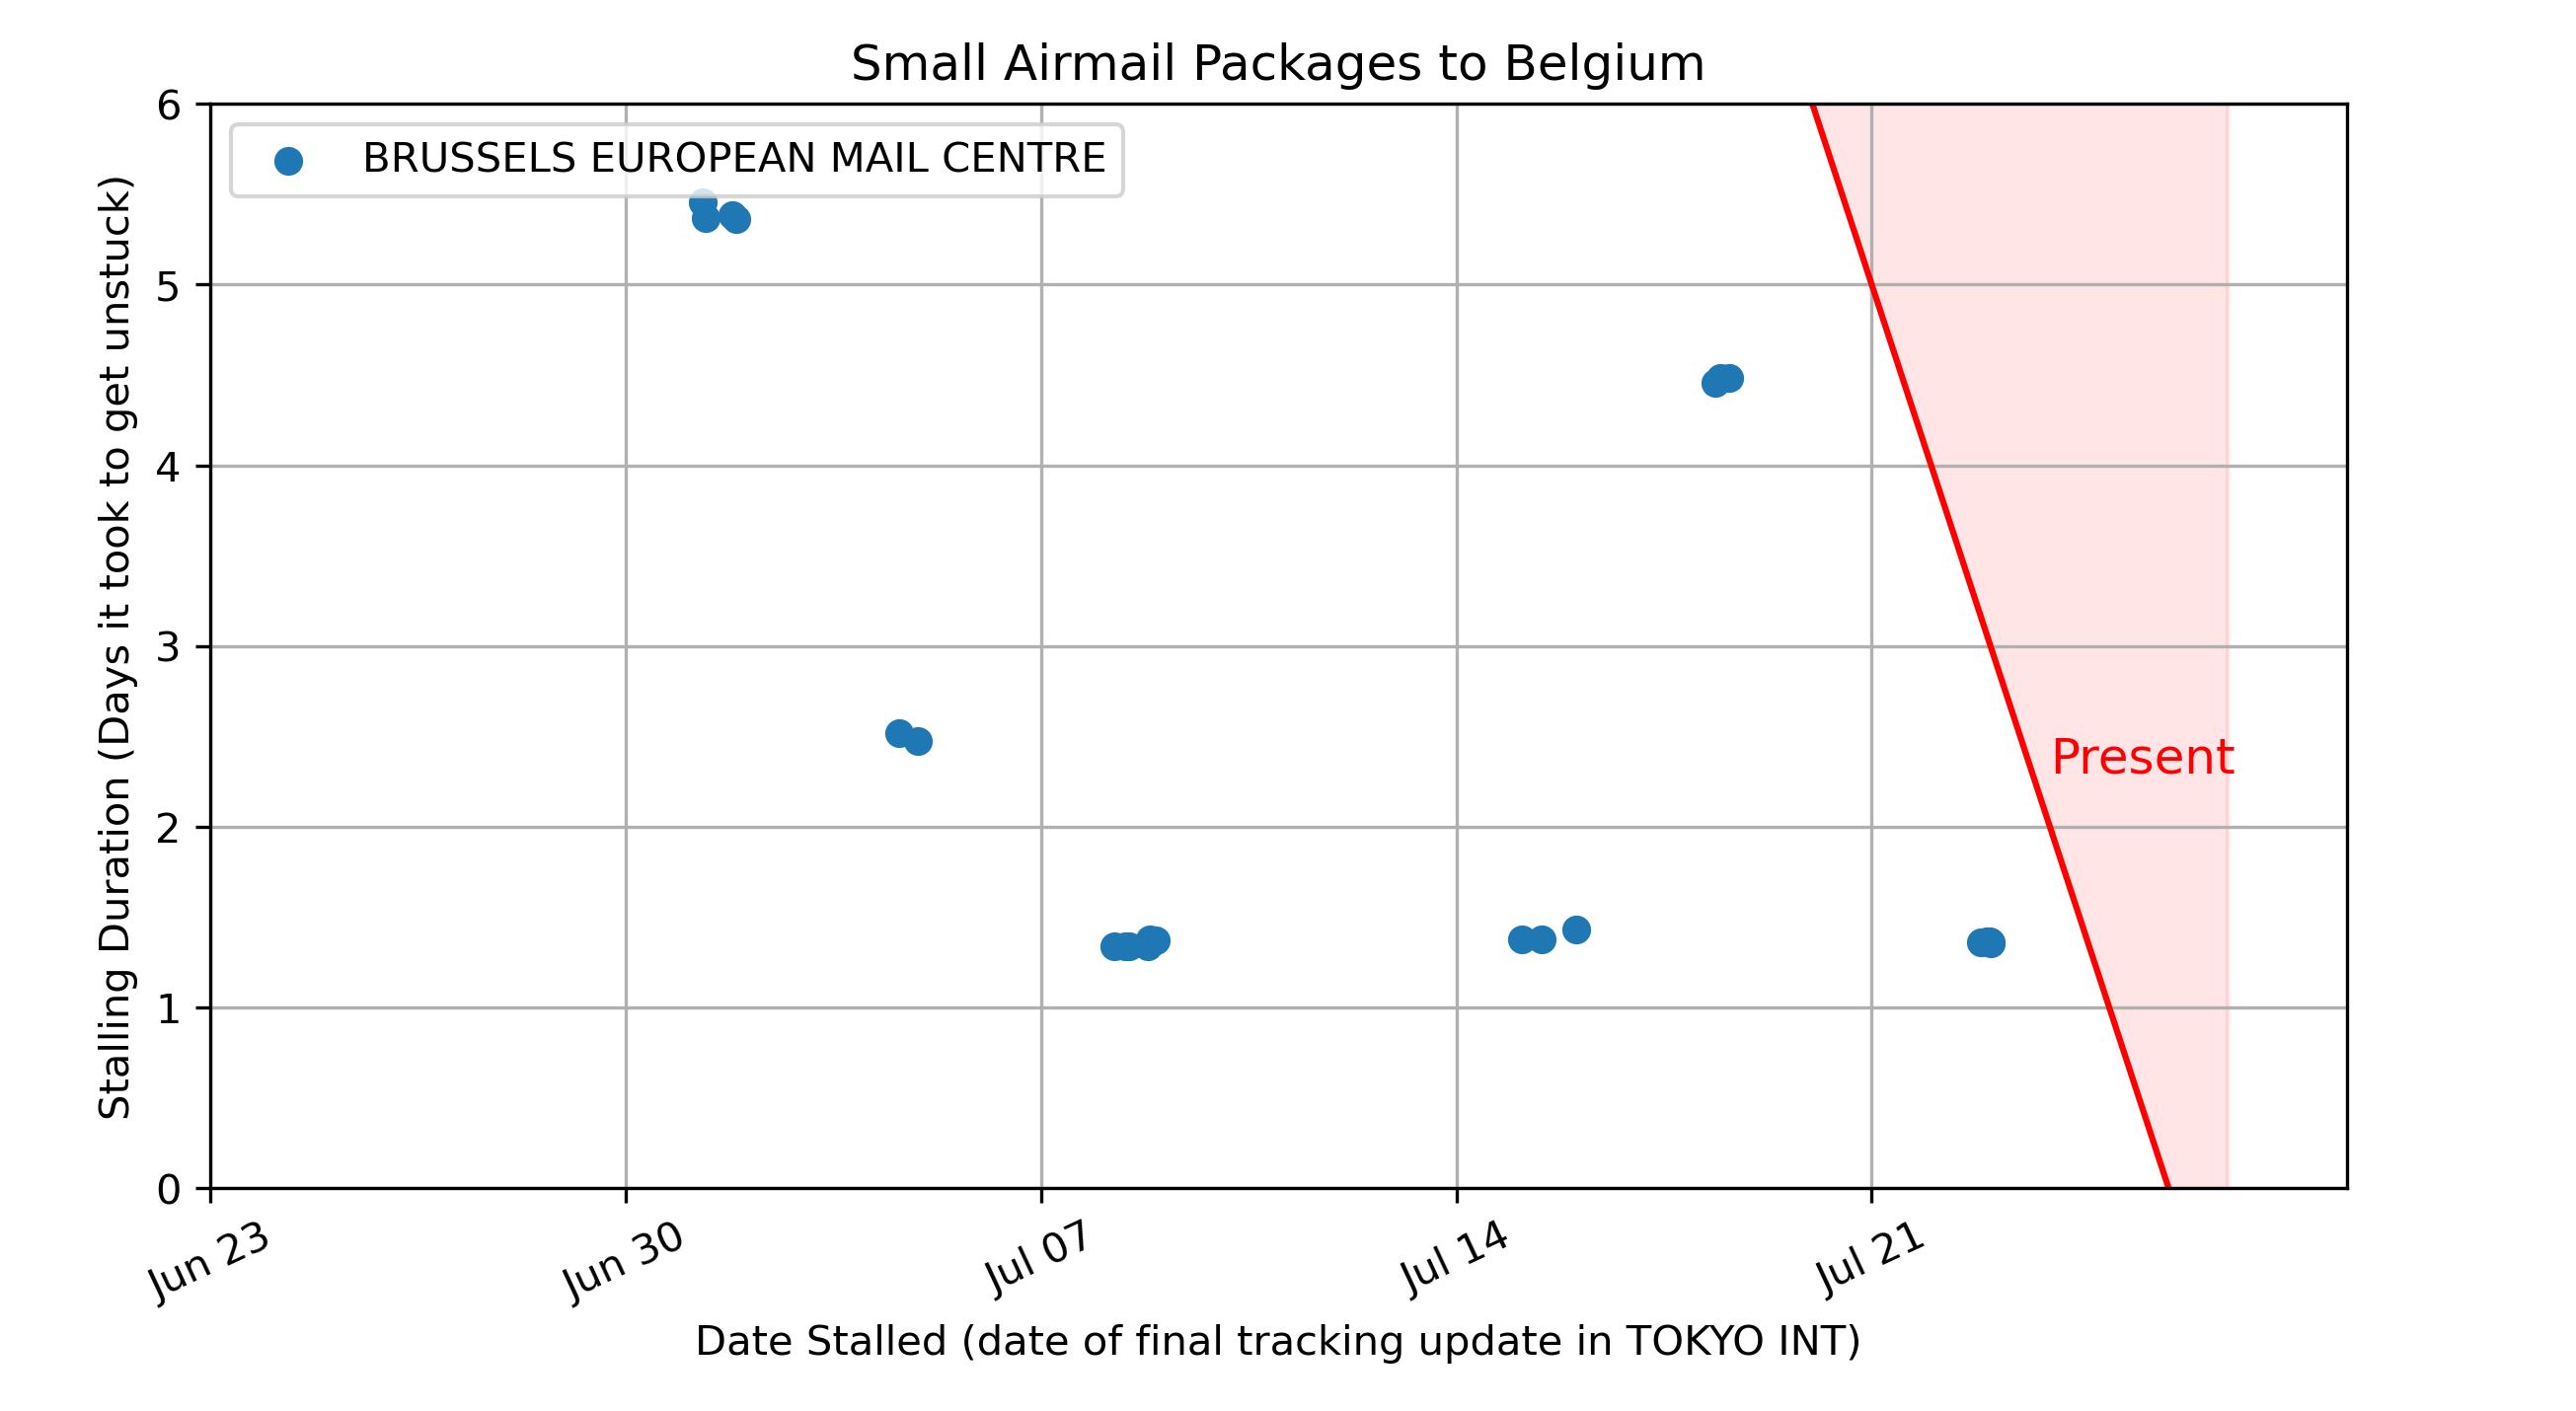 Small Airmail Packages to Belgium
BRUSSELS EUROPEAN MAIL CENTRE
Stalling Duration (Days it took to get unstuck)
6
5
4
3
2
1
0
Present
Jun 23
Jun 30
Jul 07
Jul 14
Jul 21
Date Stalled (date of final tracking update in TOKYO INT)